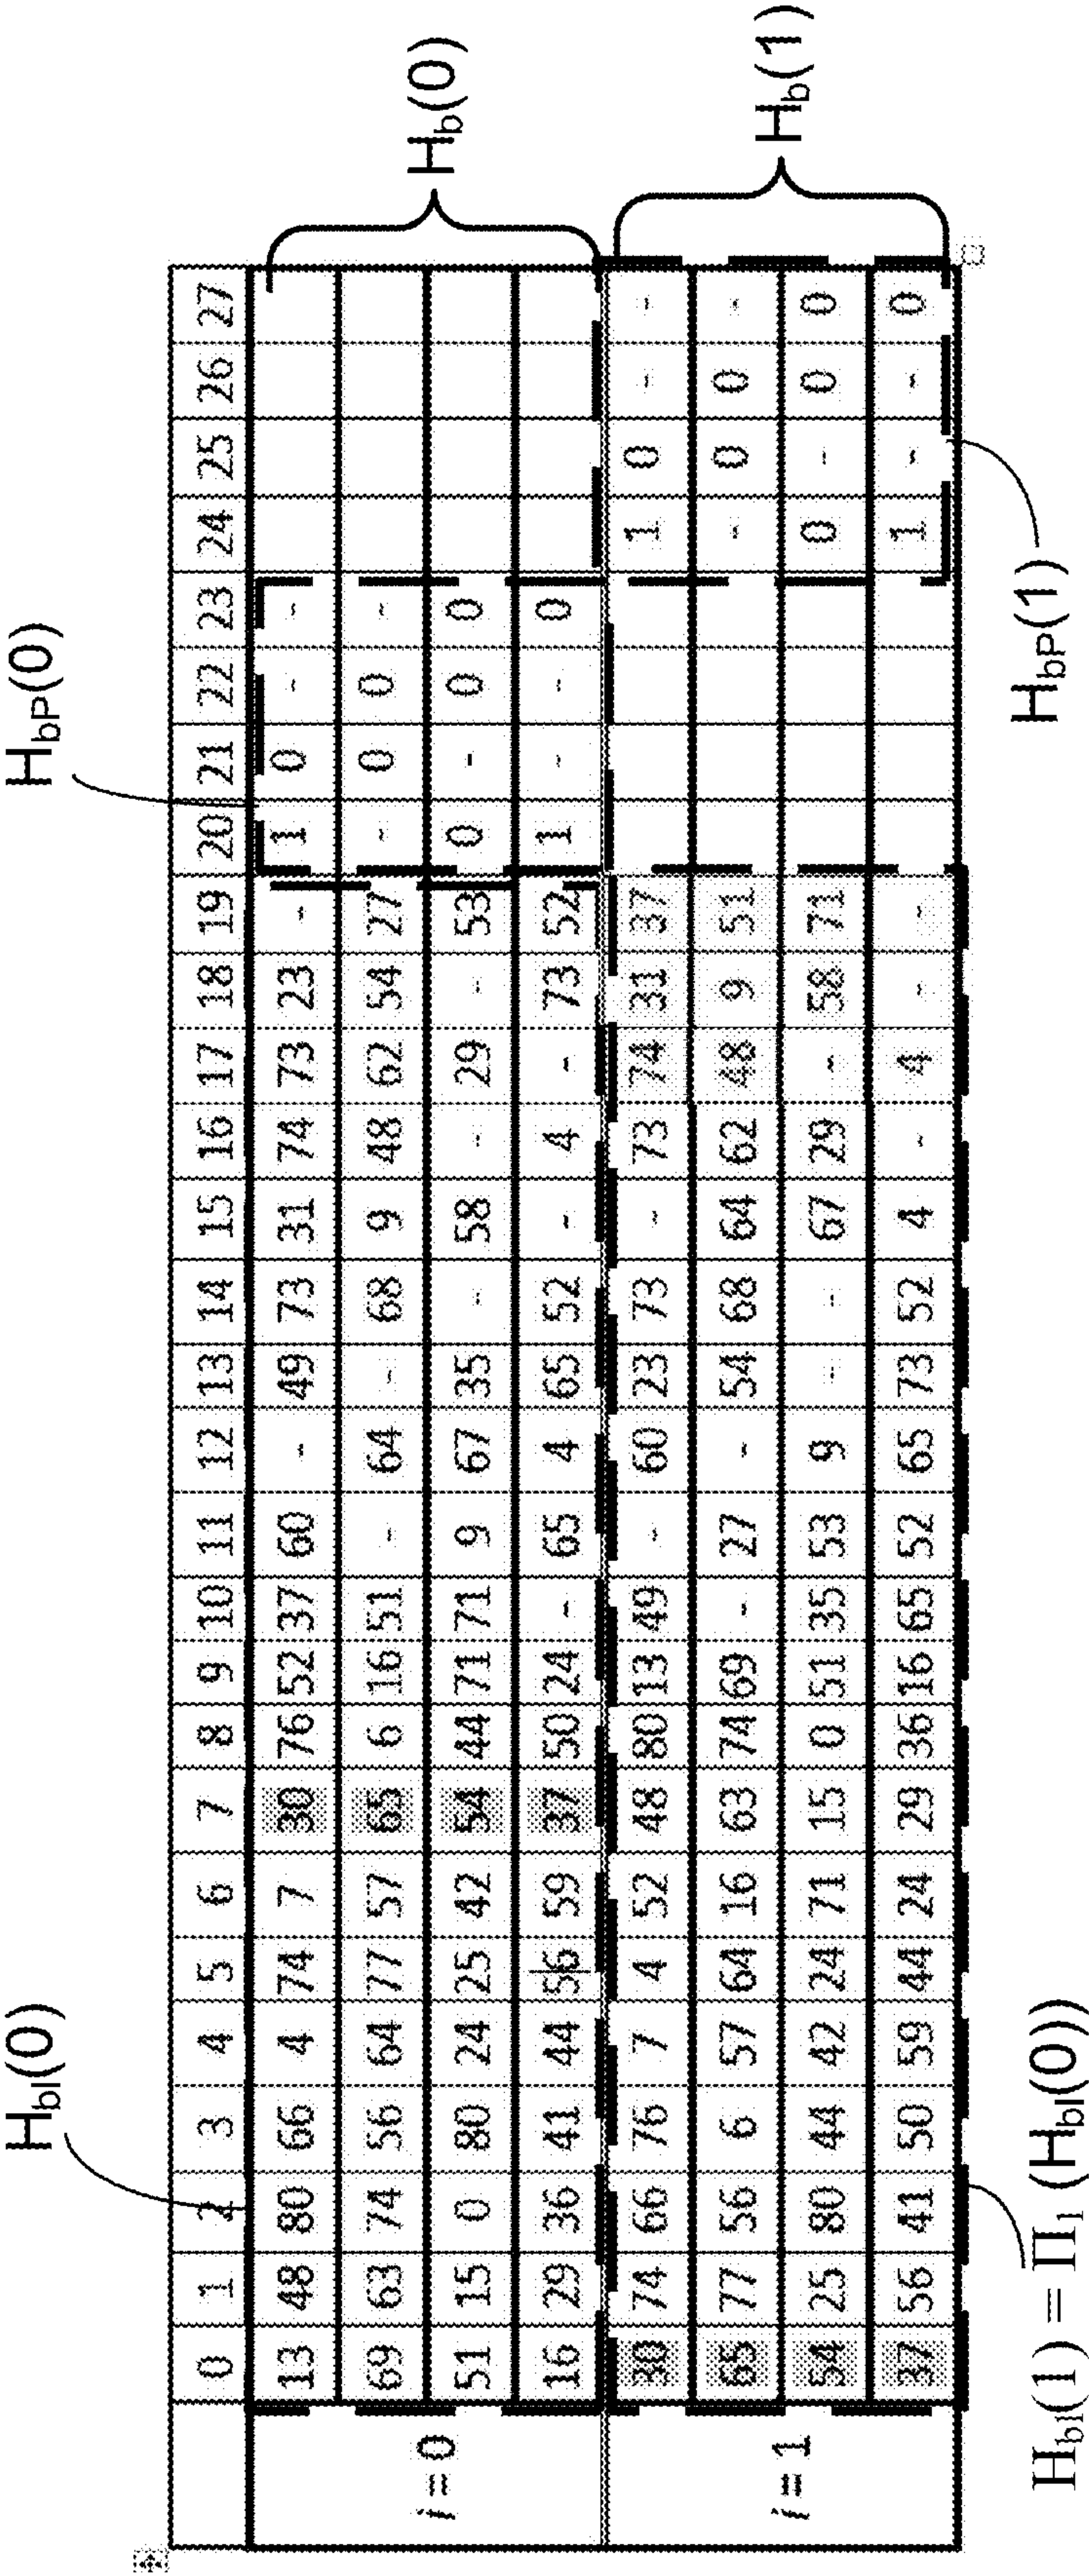 H_bI(0) H_bP(0)
0 1 2 3 4 5 6 7 8 9 10 11 12 13 14 15 16 17 18 19 20 21 22 23 24 25 26 27
i = 0
13 48 80 66 4 74 7 30 76 52 37 60 - 49 73 31 74 73 23 - 1 0 - -
69 63 74 56 64 77 57 65 6 16 51 - 64 - 68 9 48 62 54 27 - 0 0 -
51 15 0 80 24 25 42 54 44 71 71 9 67 35 - 58 - 29 - 53 0 - 0 0
16 29 36 41 44 56 59 37 50 24 - 65 4 65 52 - 4 - 73 52 1 - - 0
H_b(0)
i = 1
30 74 66 76 7 4 52 48 80 13 49 - 60 23 73 - 73 74 31 37 1 0 - -
65 77 56 6 57 64 16 63 74 69 - 27 - 54 68 64 62 48 9 51 - 0 0 -
54 25 80 44 42 24 71 15 0 51 35 53 9 - - 67 29 - 58 71 0 - 0 0
37 56 41 50 59 44 24 29 36 16 65 52 65 73 52 4 - 4 - - 1 - - 0
H_b(1)
H_bI(1) = Π_1 (H_bI(0)) H_bP(1)